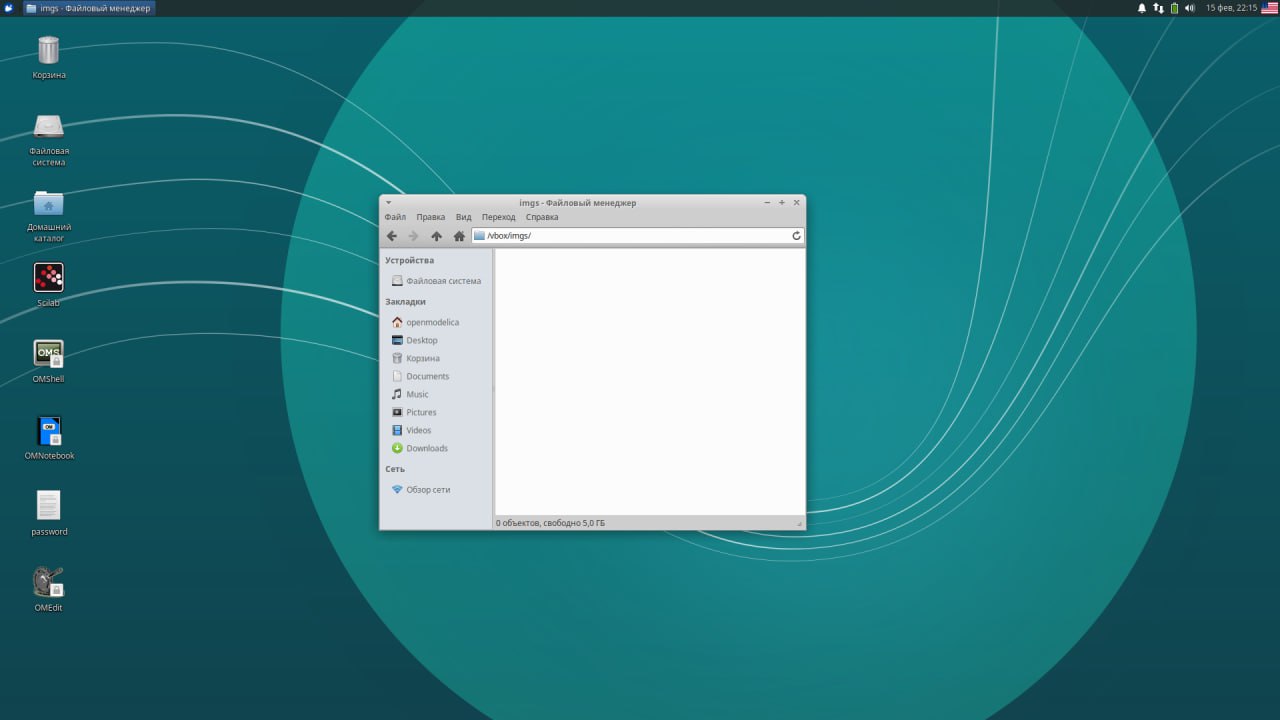 imgs - Файловый менеджер
15 фев, 22:15
Корзина
Файловая
система
Домашний
каталог
Scilab
OMS
OMShell
OM
OMNotebook
password
OMEdit
imgs - Файловый менеджер
Файл Правка Вид Переход Справка
/vbox/imgs/
Устройства
Файловая система
Закладки
openmodelica
Desktop
Корзина
Documents
Music
Pictures
Videos
Downloads
Сеть
Обзор сети
0 объектов, свободно 5,0 ГБ